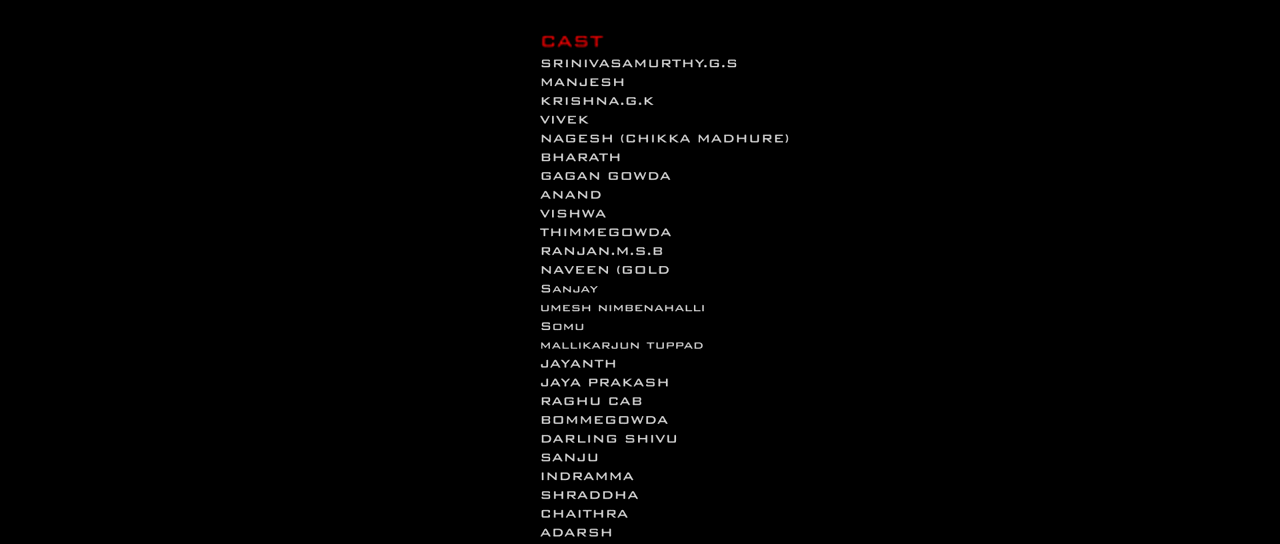 CAST
SRINIVASAMURTHY.G.S
MANJESH
KRISHNA.G.K
VIVEK
NAGESH (CHIKKA MADHURE)
BHARATH
GAGAN GOWDA
ANAND
VISHWA
THIMMEGOWDA
RANJAN.M.S.B
NAVEEN (GOLD
SANJAY
UMESH NIMBENAHALLI
SOMU
MALLIKARJUN TUPPAD
JAYANTH
JAYA PRAKASH
RAGHU CAB
BOMMEGOWDA
DARLING SHIVU
SANJU
INDRAMMA
SHRADDHA
CHAITHRA
ADARSH